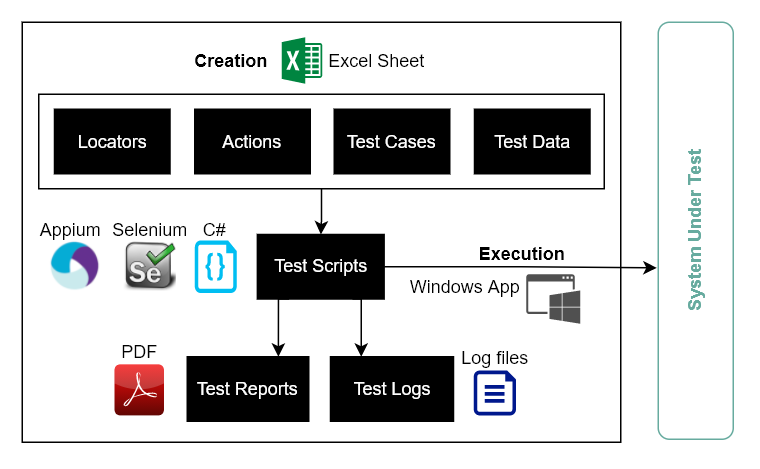 Creation Excel Sheet
Locators
Actions
Test Cases
Test Data
Appium
Selenium
C#
Se
Test Scripts
Execution
Windows App
System Under Test
PDF
Test Reports
Test Logs
Log files